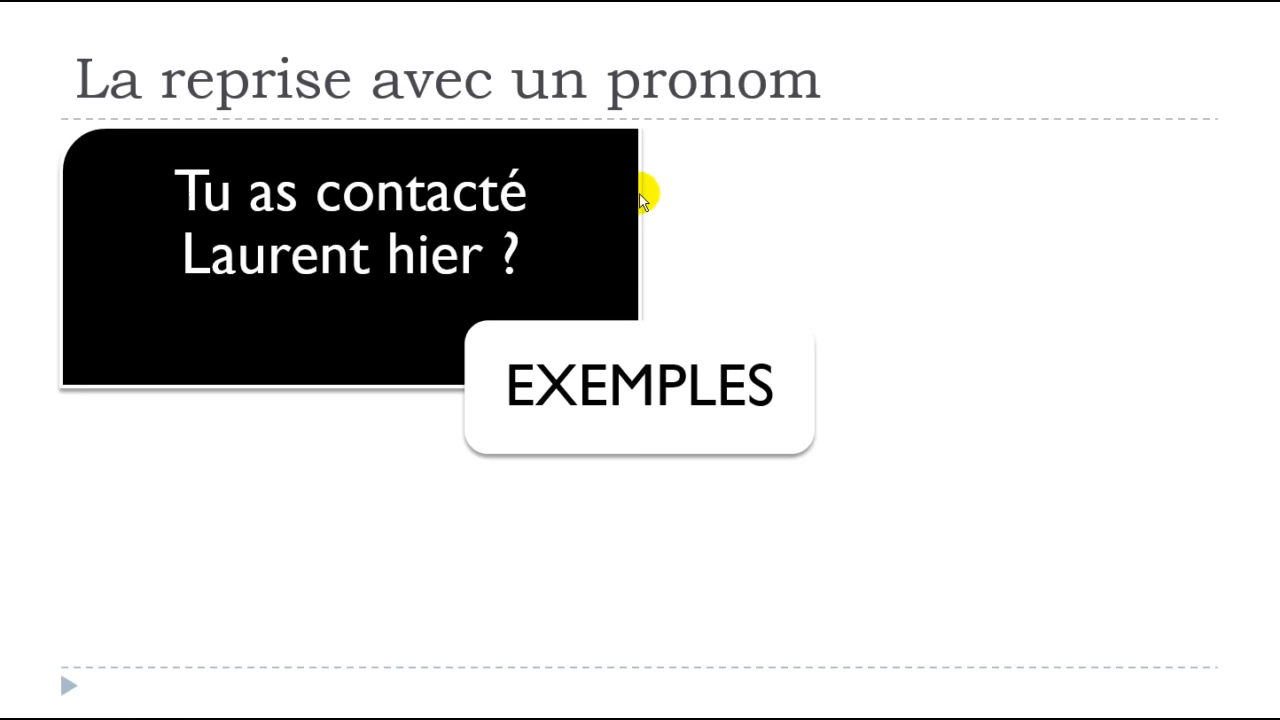 La reprise avec un pronom
Tu as contacté
Laurent hier ?
EXEMPLES